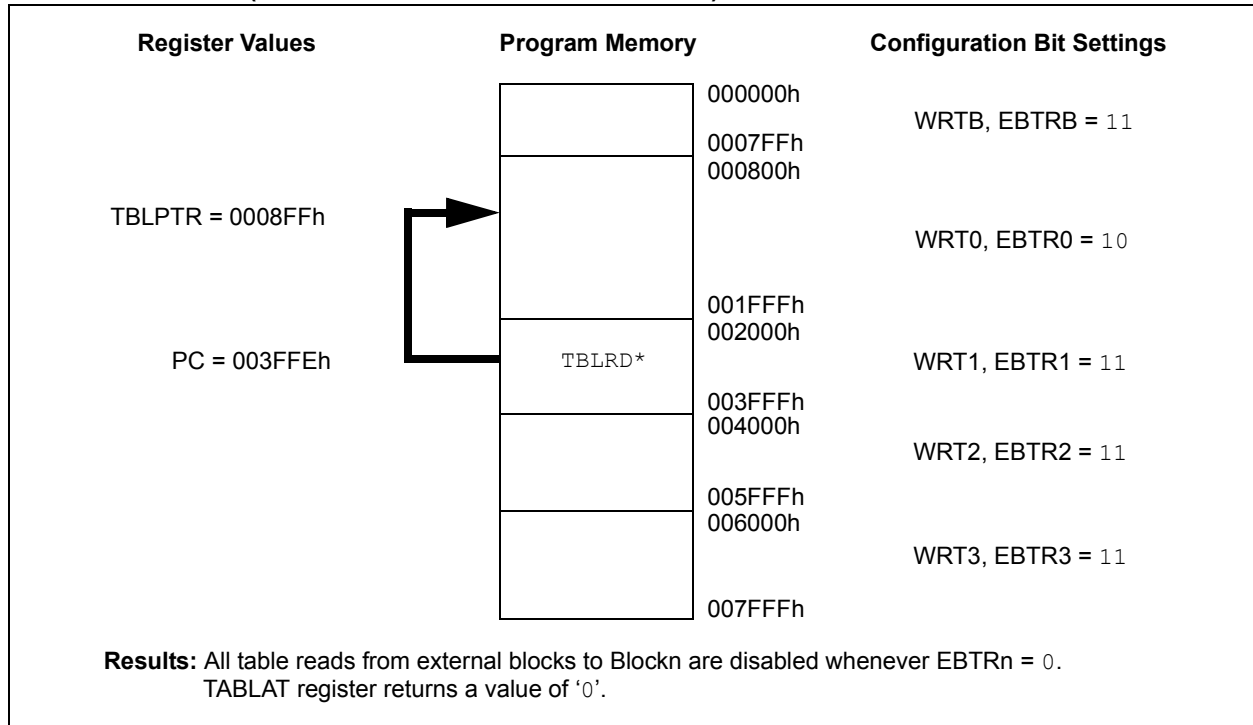 Register Values
Program Memory
Configuration Bit Settings
000000h
WRTB, EBTRB = 11
0007FFh
000800h
TBLPTR = 0008FFh
WRT0, EBTR0 = 10
001FFFh
002000h
PC = 003FFEh
TBLRD*
WRT1, EBTR1 = 11
003FFFh
004000h
WRT2, EBTR2 = 11
005FFFh
006000h
WRT3, EBTR3 = 11
007FFFh
Results: All table reads from external blocks to Blockn are disabled whenever EBTRn = 0.
TABLAT register returns a value of ‘0’.